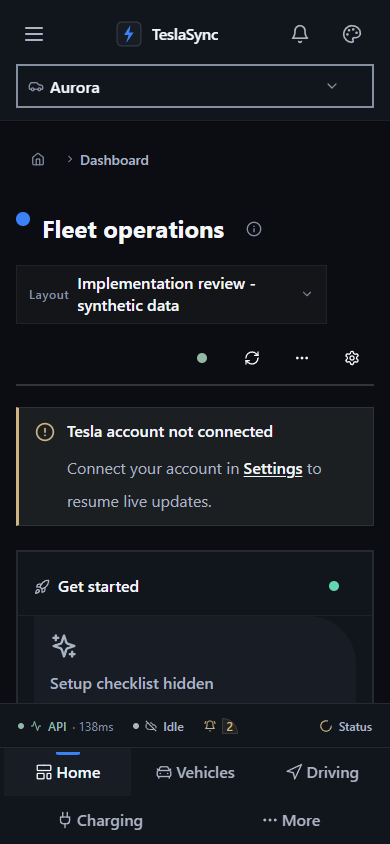 TeslaSync
Aurora
Dashboard
Fleet operations
Layout
Implementation review -
synthetic data
Tesla account not connected
Connect your account in Settings to
resume live updates.
Get started
Setup checklist hidden
API · 138ms
Idle
2
Status
Home
Vehicles
Driving
Charging
More